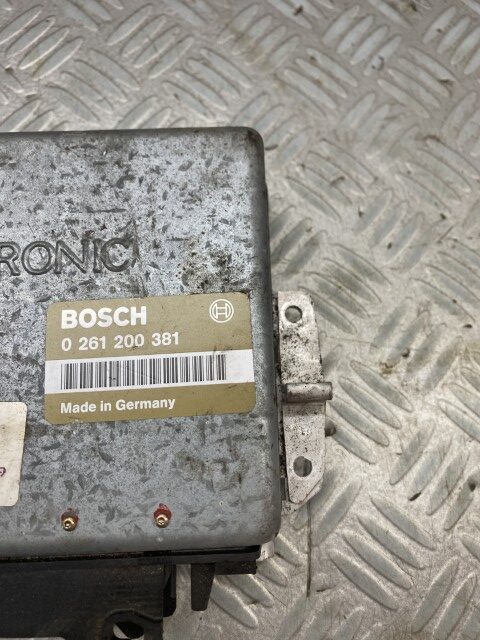 RONIC
BOSCH
0 261 200 381
Made in Germany